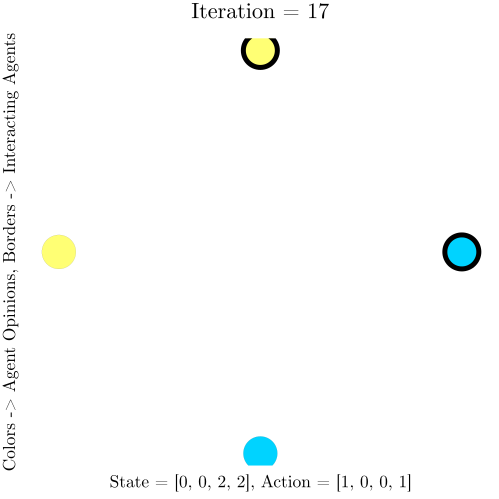 Iteration = 17
Colors -> Agent Opinions, Borders -> Interacting Agents
State = [0, 0, 2, 2], Action = [1, 0, 0, 1]